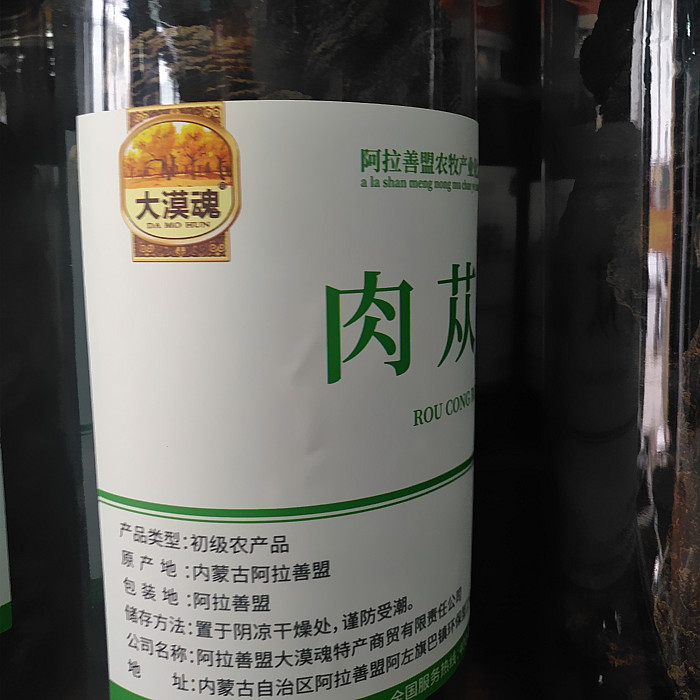 大漠魂
DA MO HUN
阿拉善盟农牧产业
a la shan meng nong mu chan
肉苁
ROU CONG
产品类型：初级农产品
原产地：内蒙古阿拉善盟
包装地：阿拉善盟
储存方法：置于阴凉干燥处，谨防受潮。
公司名称：阿拉善盟大漠魂特产商贸有限责任公司
地址：内蒙古自治区阿拉善盟阿左旗巴镇环保
全国服务热线